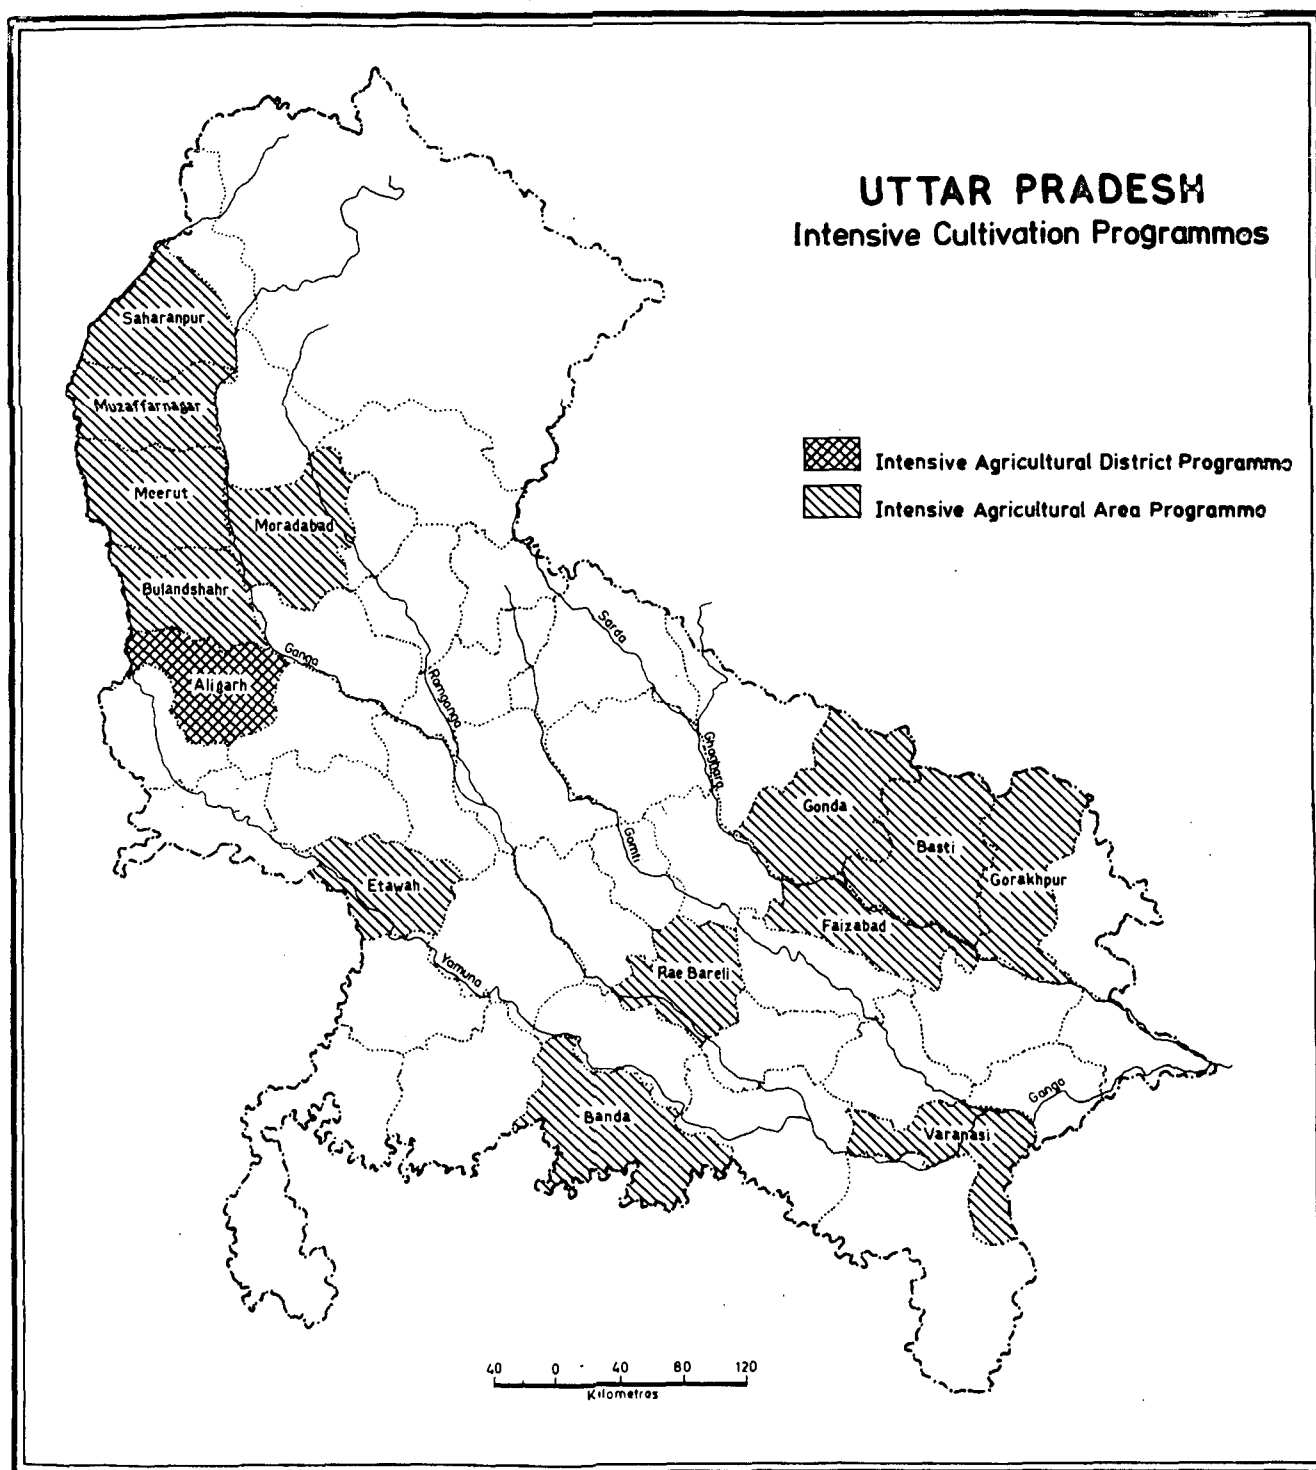 UTTAR PRADESH
Intensive Cultivation Programmes
Saharanpur
Muzaffarnagar
Intensive Agricultural District Programme
Meerut
Intensive Agricultural Area Programme
Moradabad
Bulandshahr
Sarda
Ganga
Aligarh
Ramganga
Ghaghara
Gonda
Gomti
Basti
Etawah
Gorakhpur
Faizabad
Yamuna
Rae Bareli
Ganga
Banda
Varanasi
40 0 40 80 120
Kilometres